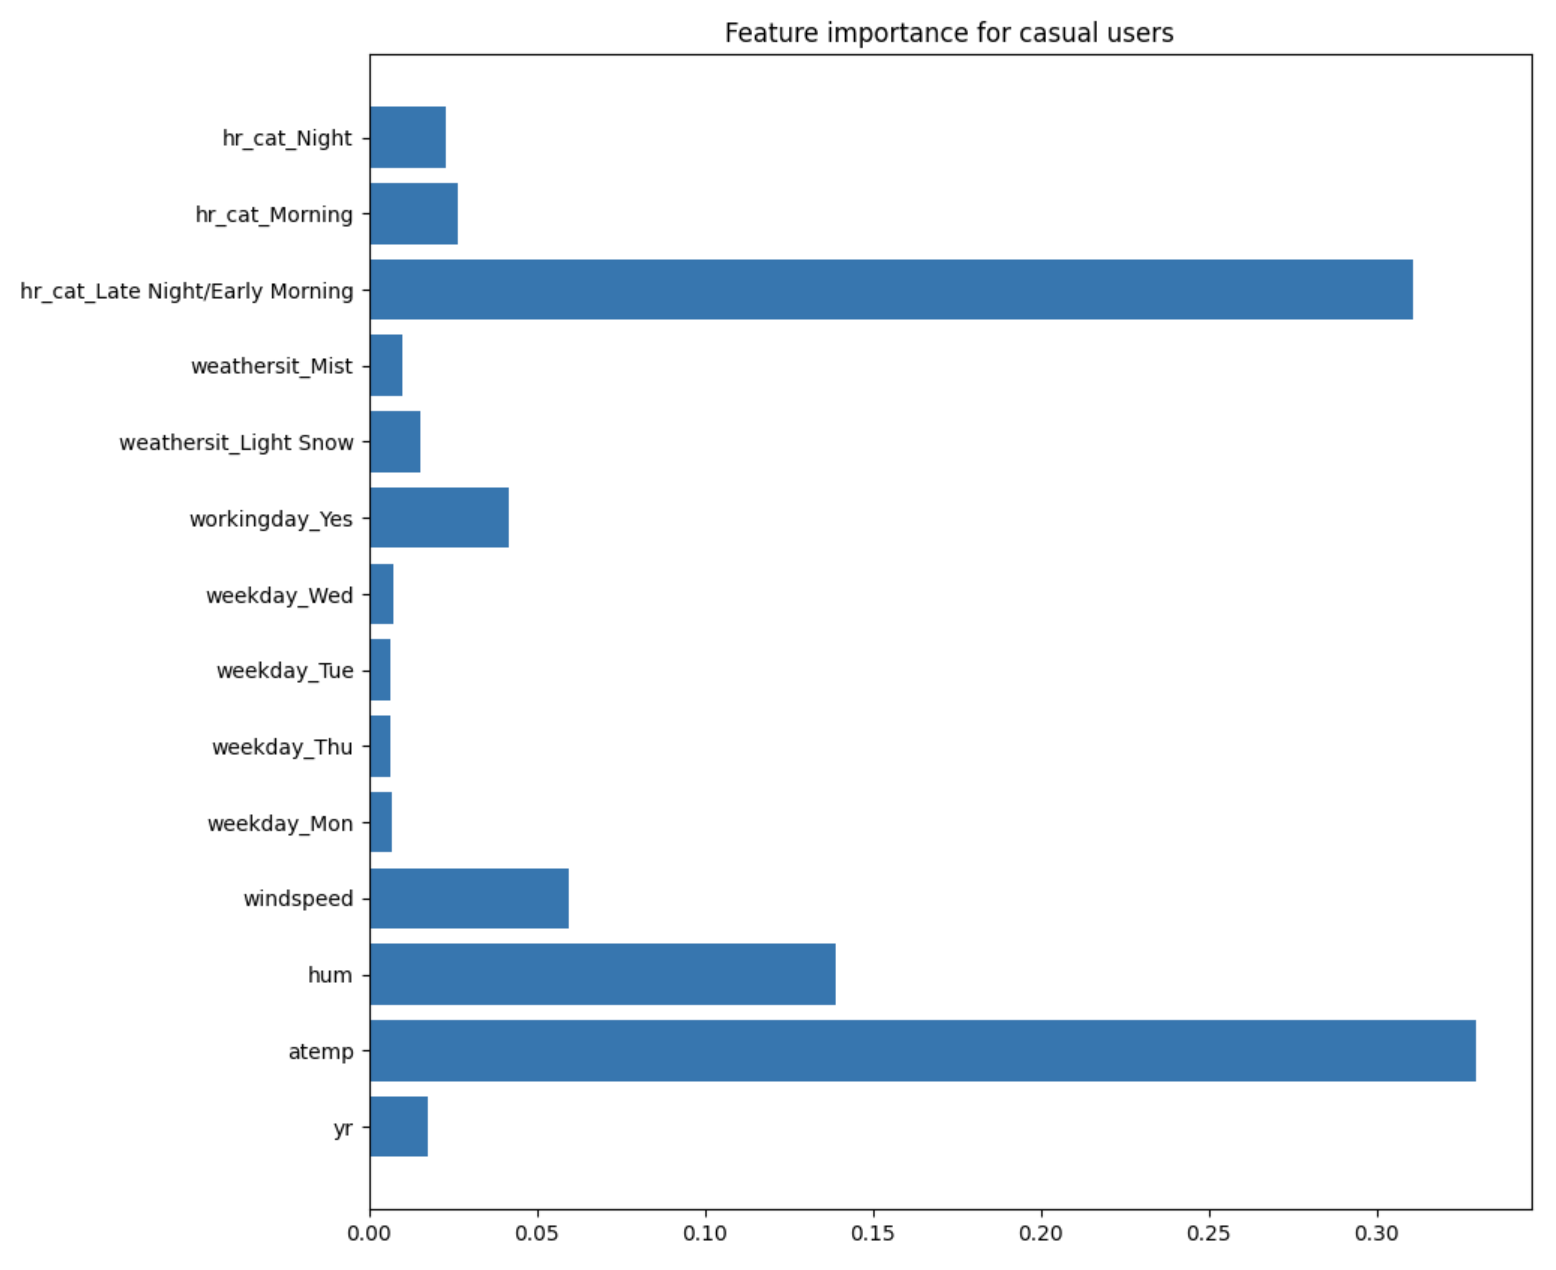 Feature importance for casual users
hr_cat_Night
hr_cat_Morning
hr_cat_Late Night/Early Morning
weathersit_Mist
weathersit_Light Snow
workingday_Yes
weekday_Wed
weekday_Tue
weekday_Thu
weekday_Mon
windspeed
hum
atemp
yr
0.00 0.05 0.10 0.15 0.20 0.25 0.30